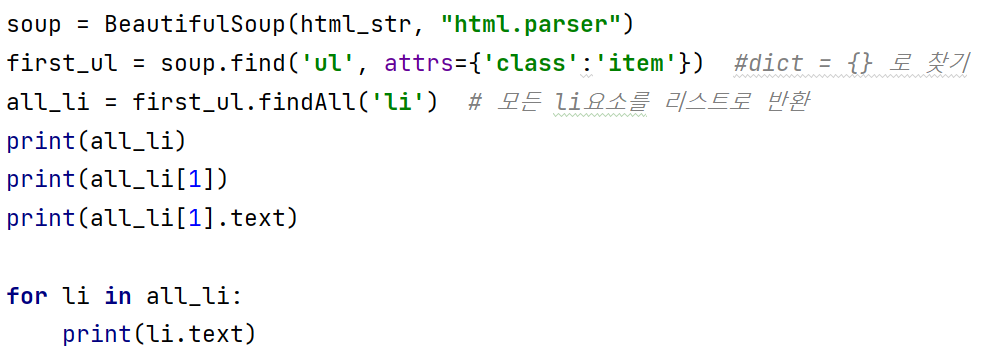 soup = BeautifulSoup(html_str, "html.parser")
first_ul = soup.find('ul', attrs={'class':'item'})  #dict = {} 로 찾기
all_li = first_ul.findAll('li')  # 모든 li요소를 리스트로 반환
print(all_li)
print(all_li[1])
print(all_li[1].text)

for li in all_li:
    print(li.text)